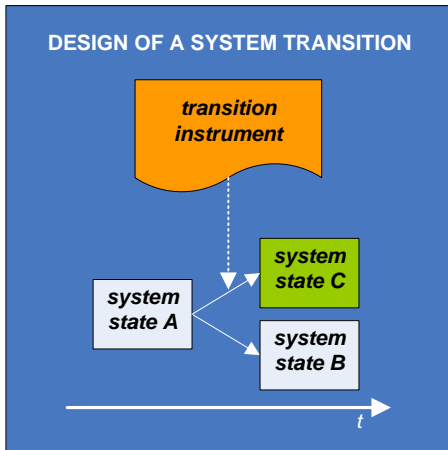 DESIGN OF A SYSTEM TRANSITION
transition
instrument
system
state C
system
state A
system
state B
t